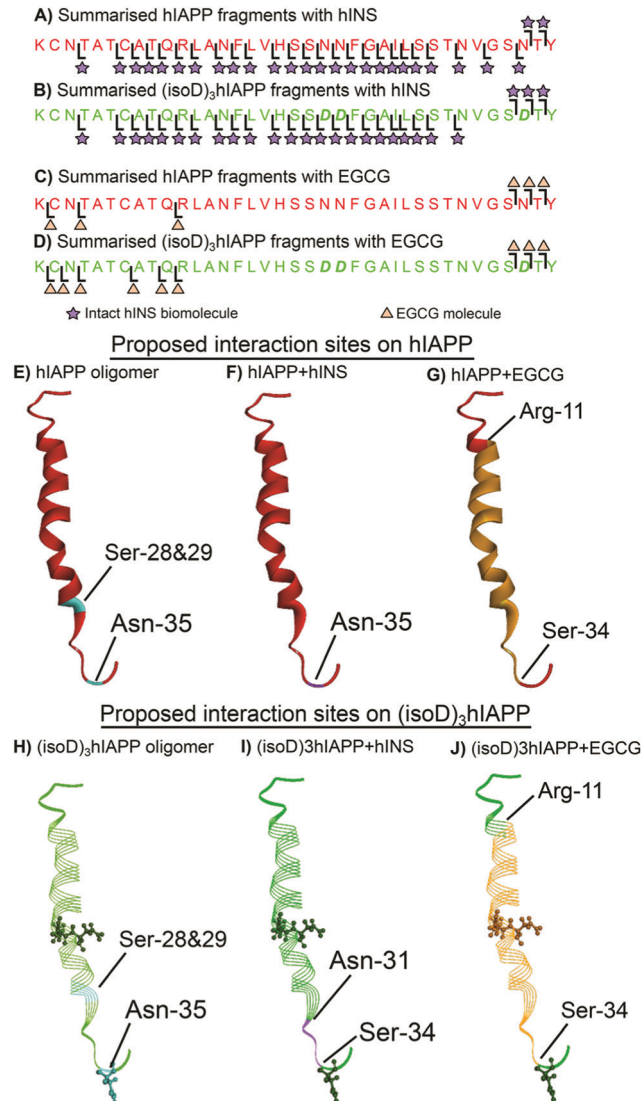 A) Summarised hIAPP fragments with hINS
KCNTATCATQRLANFLVHSSNNFGAILSSTNVGSNTY
B) Summarised (isoD)₃hIAPP fragments with hINS
KCNTATCATQRLANFLVHSSDDFGAILSSTNVGSDTY
C) Summarised hIAPP fragments with EGCG
KCNTATCATQRLANFLVHSSNNFGAILSSTNVGSNTY
D) Summarised (isoD)₃hIAPP fragments with EGCG
KCNTATCATQRLANFLVHSSDDFGAILSSTNVGSDTY
Intact hINS biomolecule EGCG molecule
Proposed interaction sites on hIAPP
E) hIAPP oligomer F) hIAPP+hINS G) hIAPP+EGCG
Arg-11
Ser-28&29
Asn-35 Asn-35 Ser-34
Proposed interaction sites on (isoD)₃hIAPP
H) (isoD)₃hIAPP oligomer I) (isoD)3hIAPP+hINS J) (isoD)3hIAPP+EGCG
Arg-11
Ser-28&29
Asn-31
Asn-35 Ser-34 Ser-34